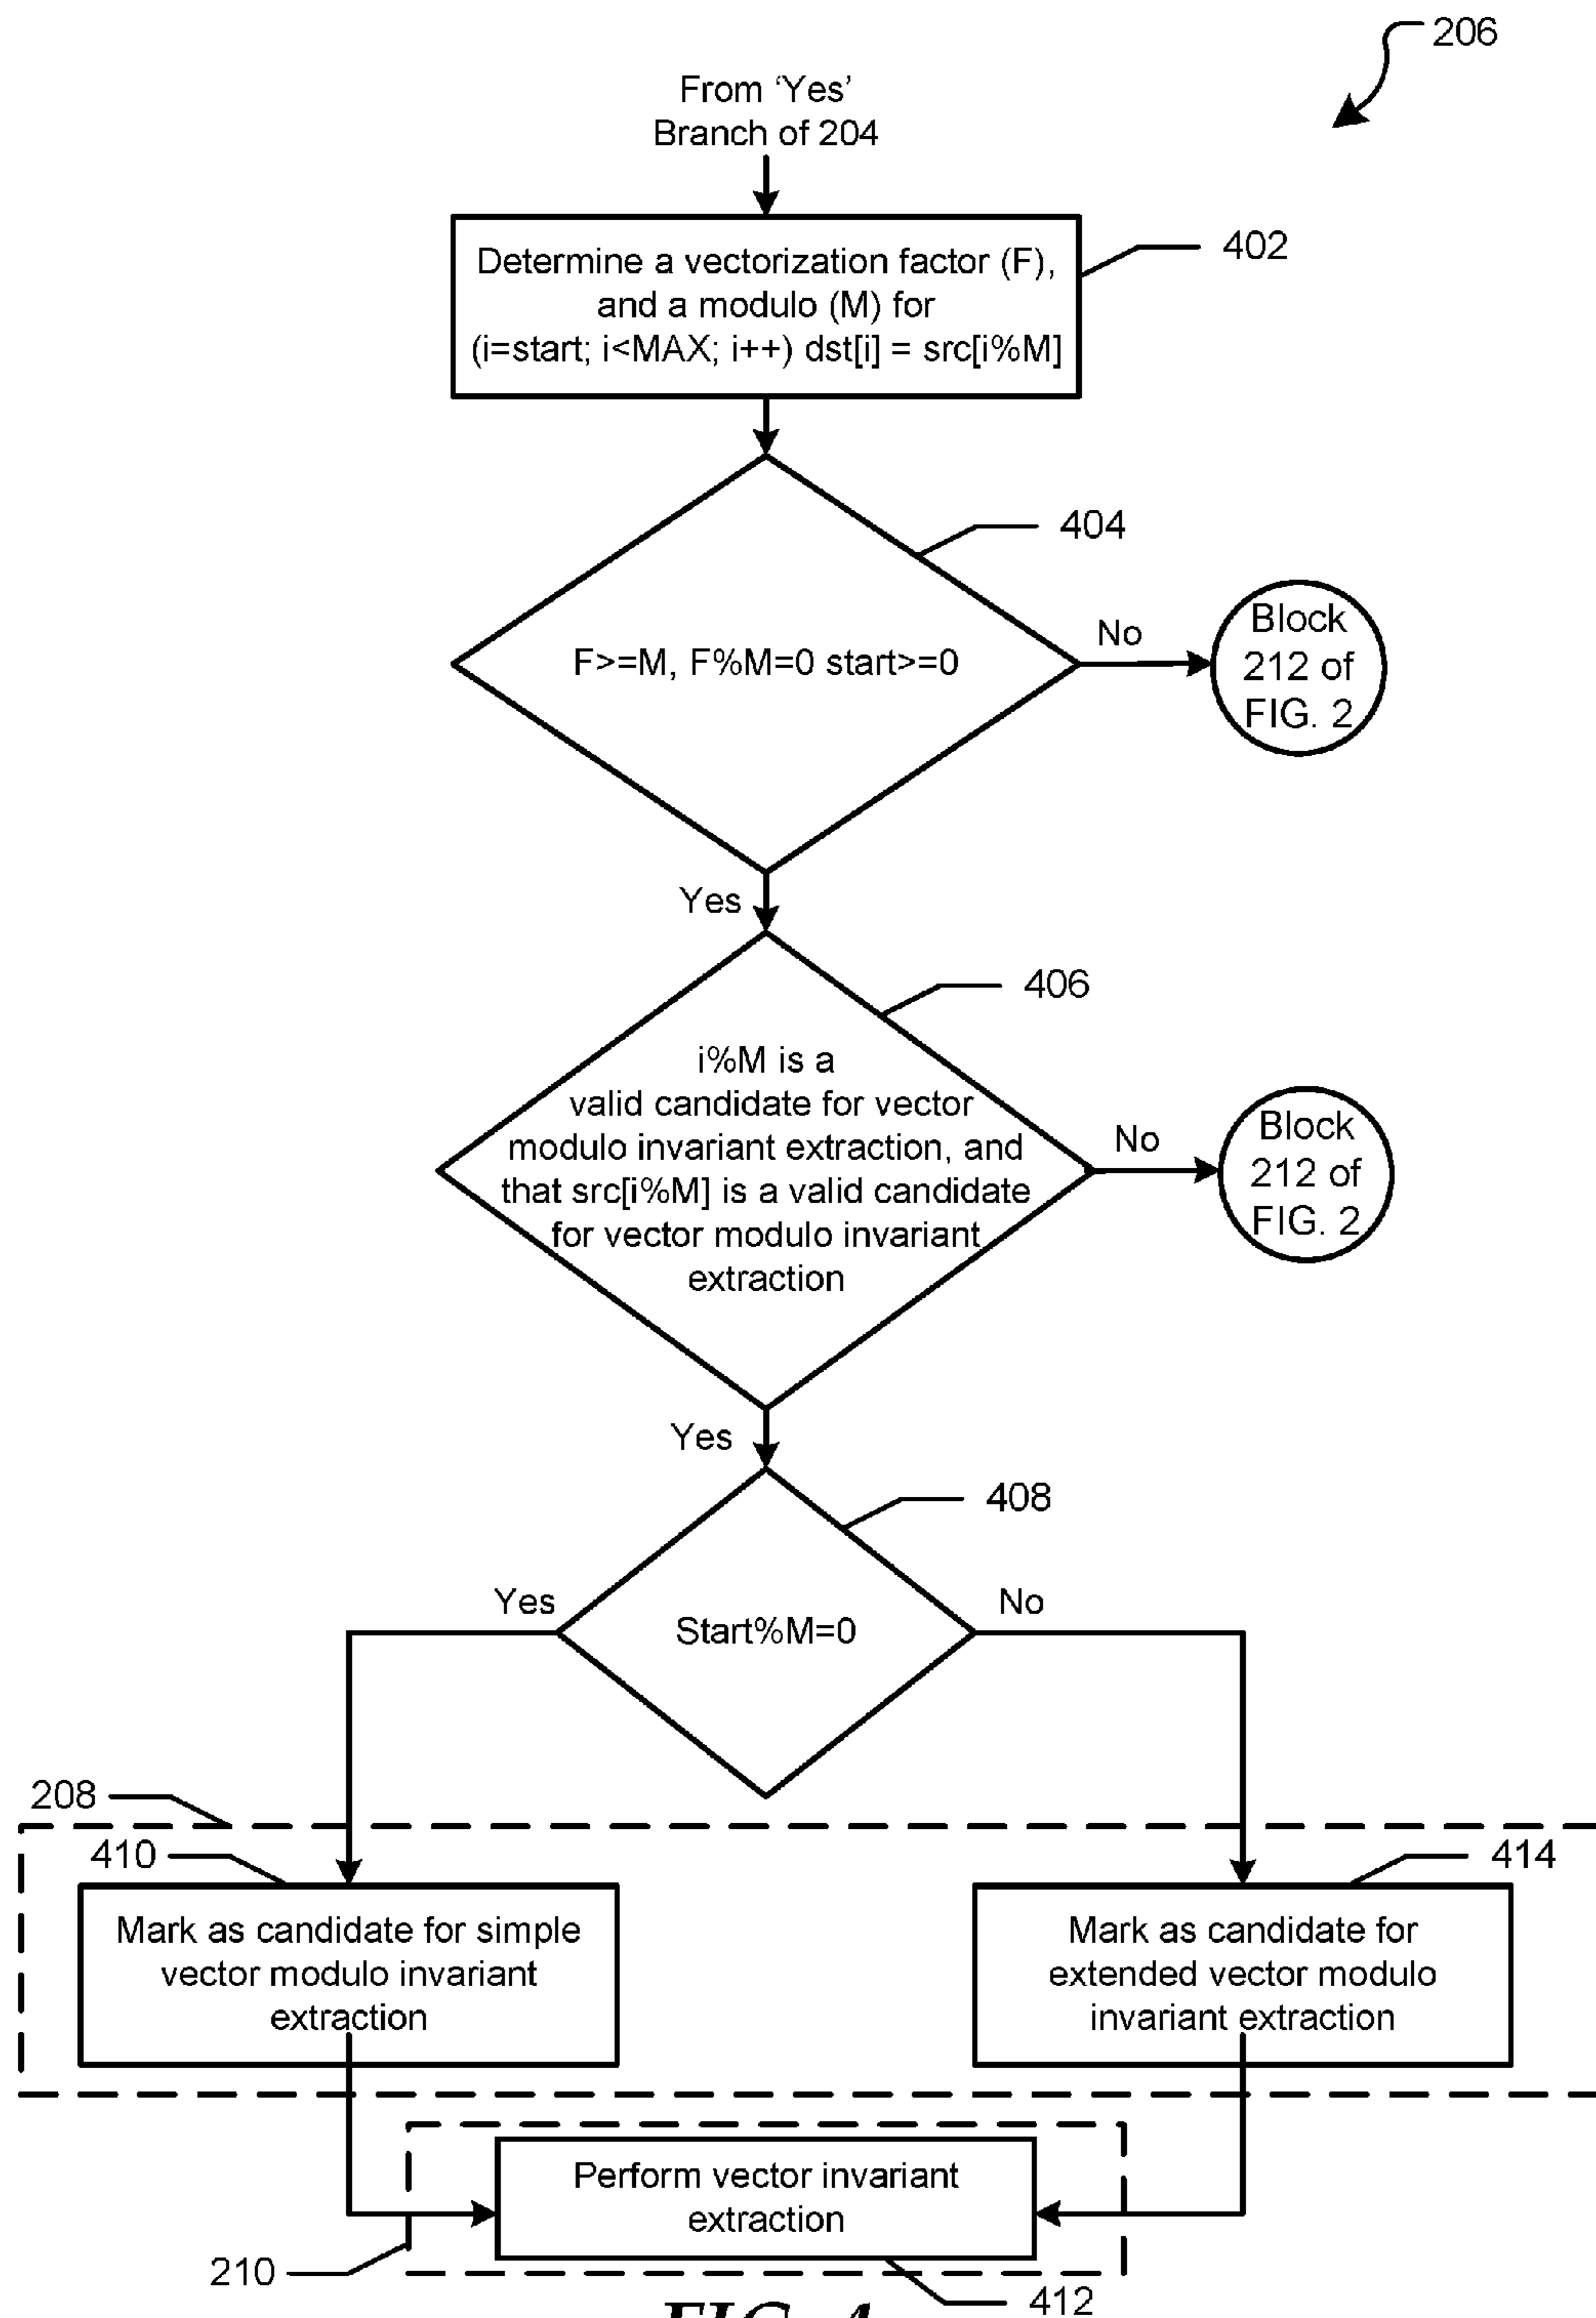 206
From ‘Yes’
Branch of 204
Determine a vectorization factor (F),
and a modulo (M) for
(i=start; i<MAX; i++) dst[i] = src[i%M]
402
404
F>=M, F%M=0 start>=0
No
Block
212 of
FIG. 2
Yes
406
i%M is a
valid candidate for vector
modulo invariant extraction, and
that src[i%M] is a valid candidate
for vector modulo invariant
extraction
No
Block
212 of
FIG. 2
Yes
408
Yes
Start%M=0
No
208
410
414
Mark as candidate for simple
vector modulo invariant
extraction
Mark as candidate for
extended vector modulo
invariant extraction
Perform vector invariant
extraction
210
412
FIG. 4